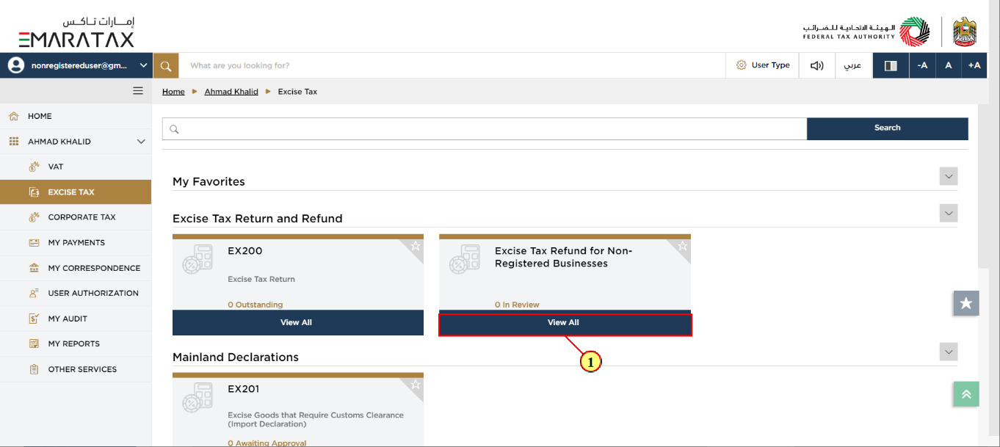 إمـــارات تـاكـــس
EMARATAX
الهيئة الاتحادية للضرائب
FEDERAL TAX AUTHORITY
nonregistereduser@gm...
What are you looking for?
User Type
عربي
-A
A
+A
Home
Ahmad Khalid
Excise Tax
HOME
AHMAD KHALID
VAT
EXCISE TAX
CORPORATE TAX
MY PAYMENTS
MY CORRESPONDENCE
USER AUTHORIZATION
MY AUDIT
MY REPORTS
OTHER SERVICES
Search
My Favorites
Excise Tax Return and Refund
EX200
Excise Tax Return
0 Outstanding
View All
Excise Tax Refund for Non-
Registered Businesses
0 In Review
View All
1
Mainland Declarations
EX201
Excise Goods that Require Customs Clearance
(Import Declaration)
0 Awaiting Approval